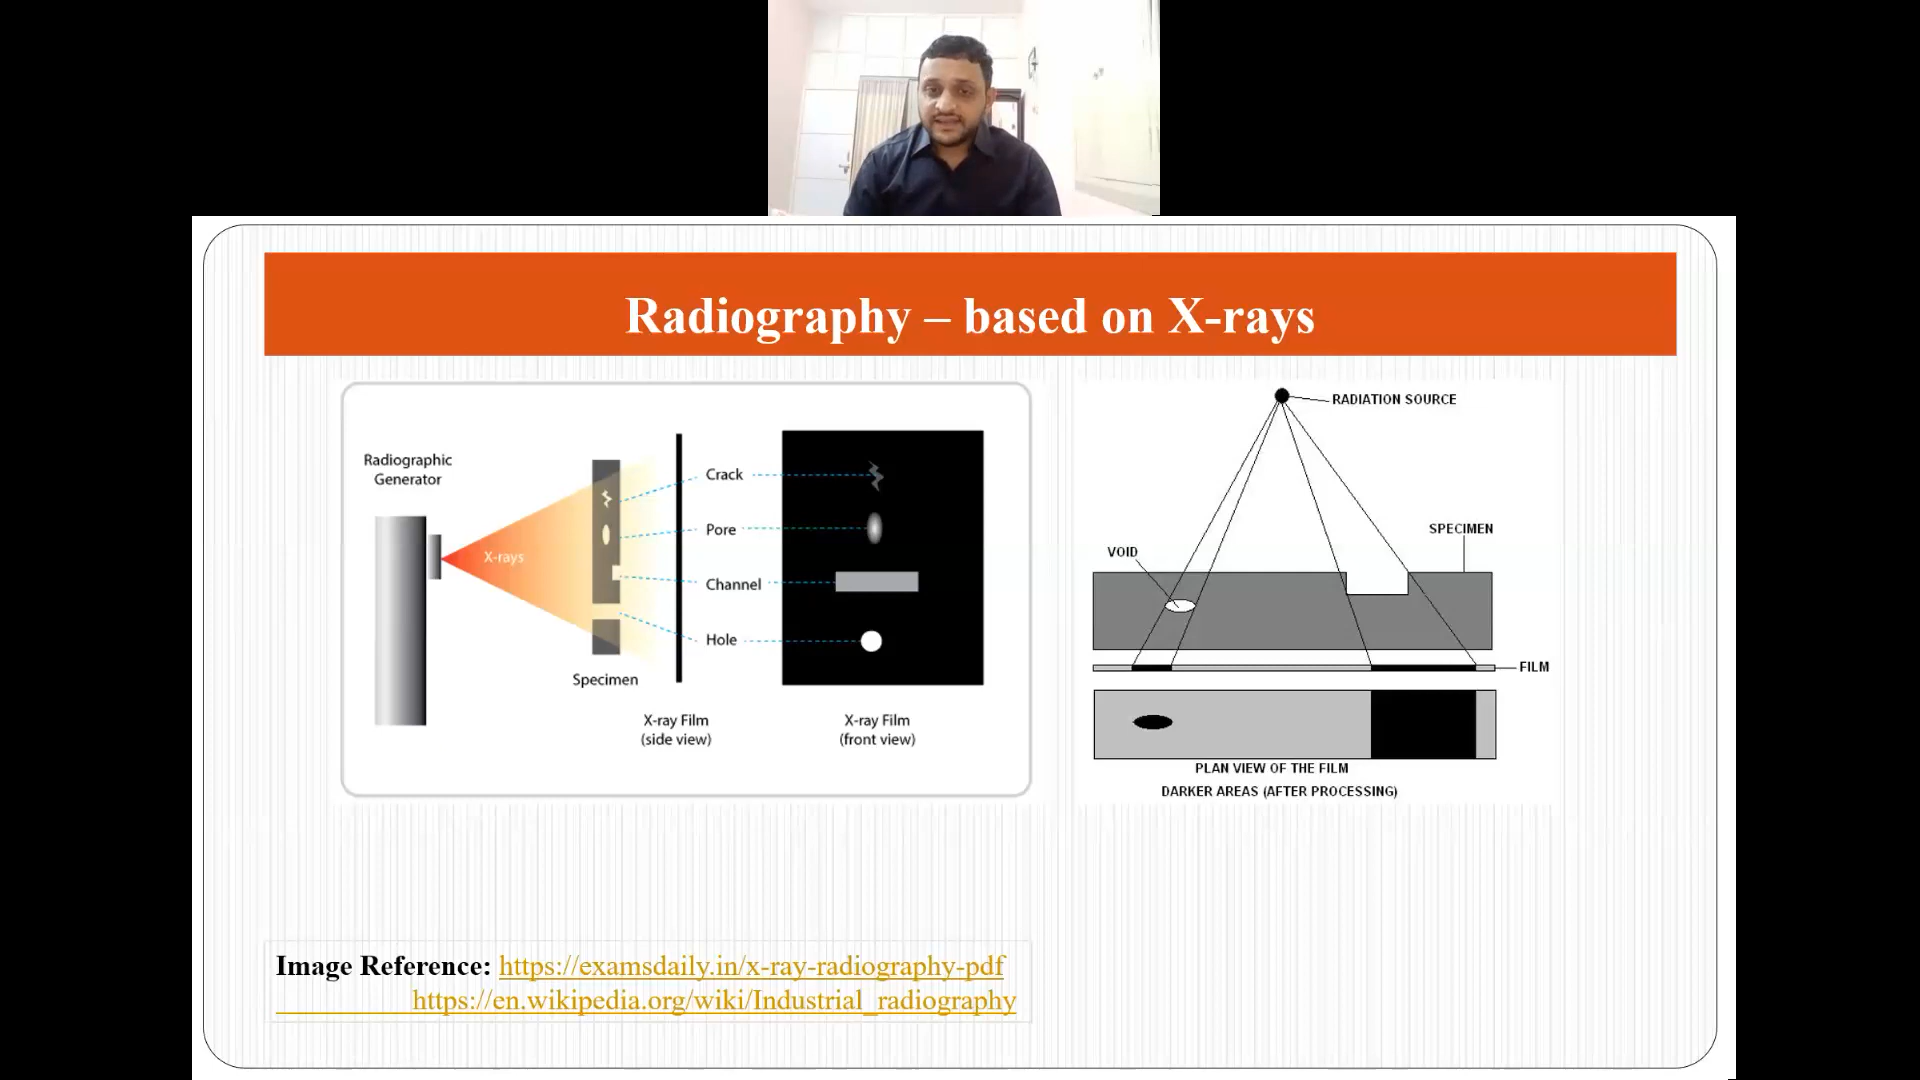 Radiography – based on X-rays
Radiographic
Generator
X-rays
Specimen
Crack
Pore
Channel
Hole
X-ray Film
(side view)
X-ray Film
(front view)
RADIATION SOURCE
SPECIMEN
VOID
FILM
PLAN VIEW OF THE FILM
DARKER AREAS (AFTER PROCESSING)
Image Reference: https://examsdaily.in/x-ray-radiography-pdf
https://en.wikipedia.org/wiki/Industrial_radiography